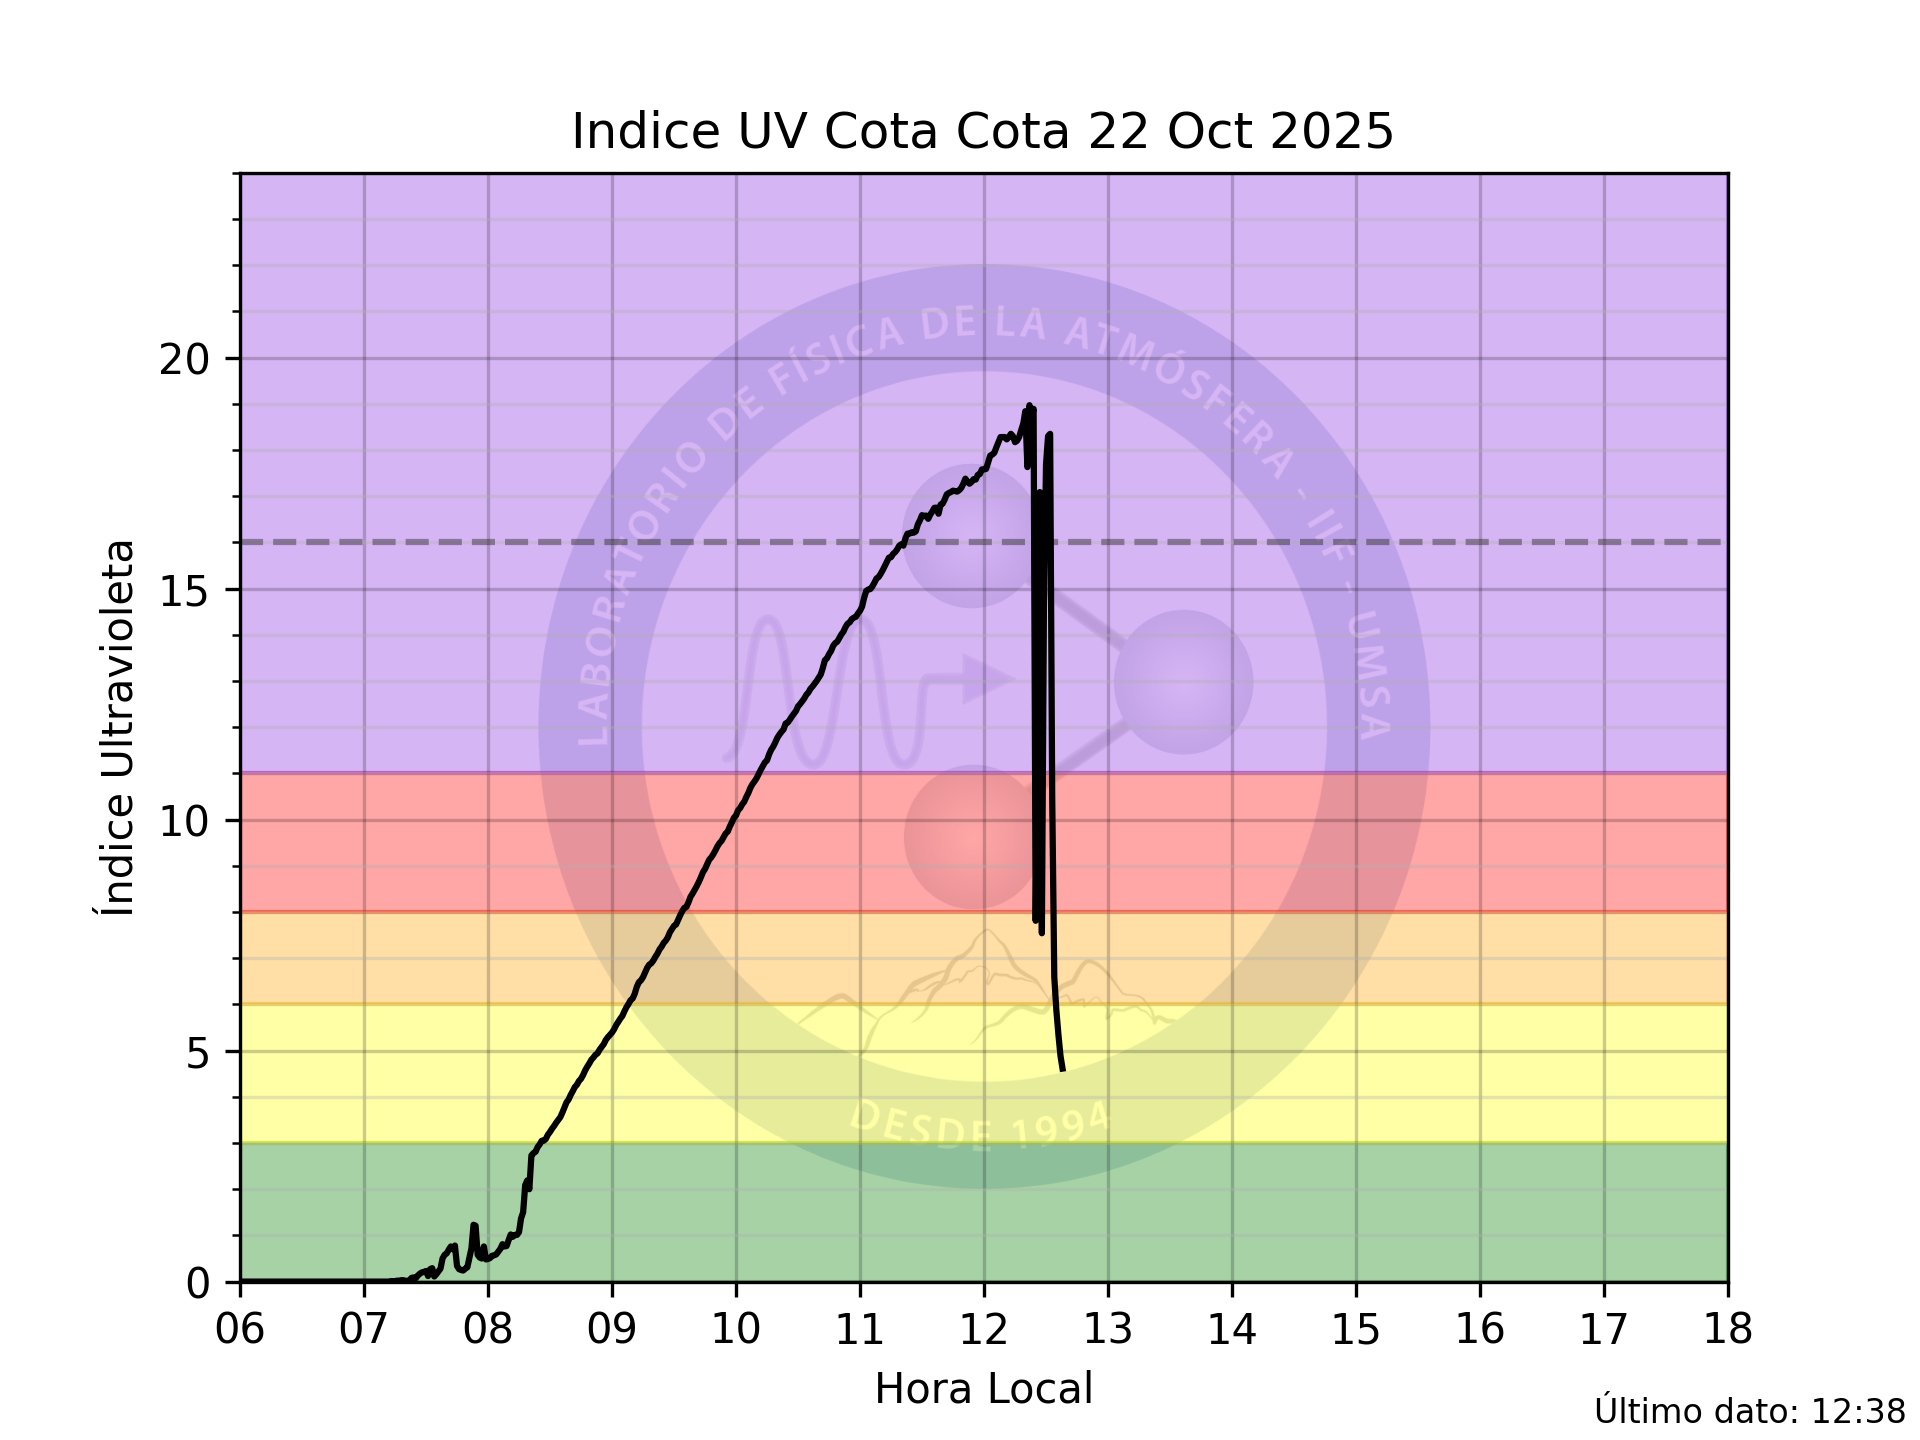 Indice UV Cota Cota 22 Oct 2025
LABORATORIO DE FÍSICA DE LA ATMÓSFERA - IIF - UMSA
DESDE 1994
Índice Ultravioleta
20
15
10
5
0
06 07 08 09 10 11 12 13 14 15 16 17 18
Hora Local
Último dato: 12:38